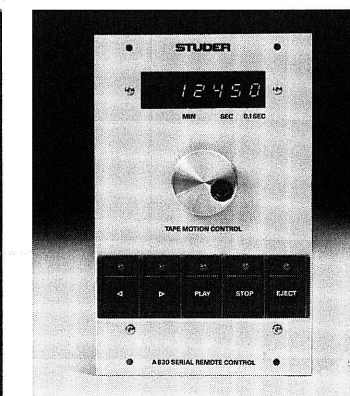 STUDER
12450
MIN SEC 0.1 SEC
TAPE MOTION CONTROL
PLAY STOP EJECT
A 830 SERIAL REMOTE CONTROL